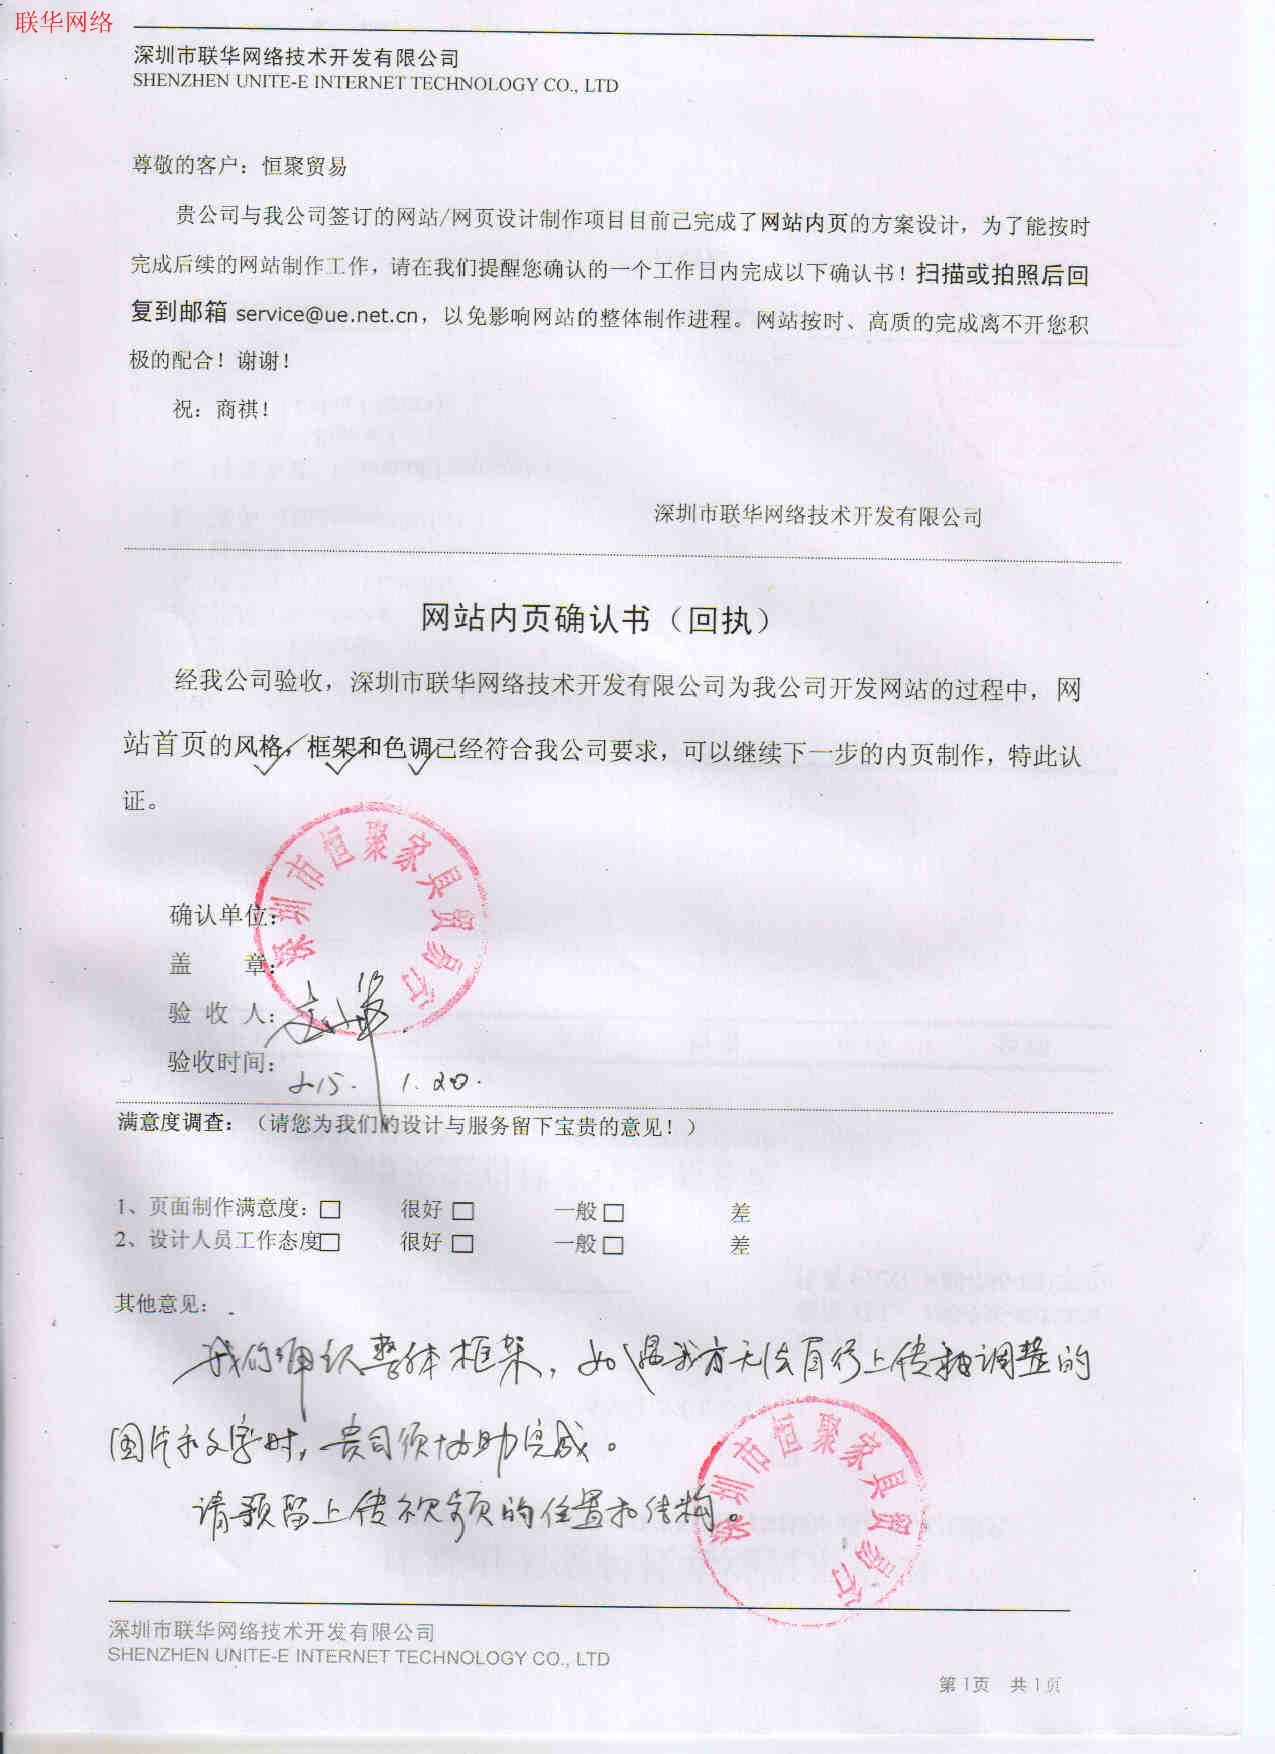 联华网络
深圳市联华网络技术开发有限公司
SHENZHEN UNITE-E INTERNET TECHNOLOGY CO., LTD
尊敬的客户：恒聚贸易
贵公司与我公司签订的网站/网页设计制作项目目前已完成了网站内页的方案设计，为了能按时
完成后续的网站制作工作，请在我们提醒您确认的一个工作日内完成以下确认书！扫描或拍照后回
复到邮箱 service@ue.net.cn，以免影响网站的整体制作进程。网站按时、高质的完成离不开您积
极的配合！谢谢！
祝：商祺！
深圳市联华网络技术开发有限公司
网站内页确认书（回执）
经我公司验收，深圳市联华网络技术开发有限公司为我公司开发网站的过程中，网
站首页的风格，框架和色调已经符合我公司要求，可以继续下一步的内页制作，特此认
证。
深圳市恒聚家具贸易行
确认单位：
盖 章：
验 收 人：
验收时间：
1.20.
满意度调查：（请您为我们的设计与服务留下宝贵的意见！）
1、页面制作满意度：□ 很好 □ 一般 □ 差
2、设计人员工作态度□ 很好 □ 一般 □ 差
其他意见：
整体框架，如 我方无法自行上传和调整的
图片和文字时，贵司须协助完成。
请预留上传视频的位置和结构。
深圳市恒聚家具贸易行
深圳市联华网络技术开发有限公司
SHENZHEN UNITE-E INTERNET TECHNOLOGY CO., LTD
第 1页 共 1 页